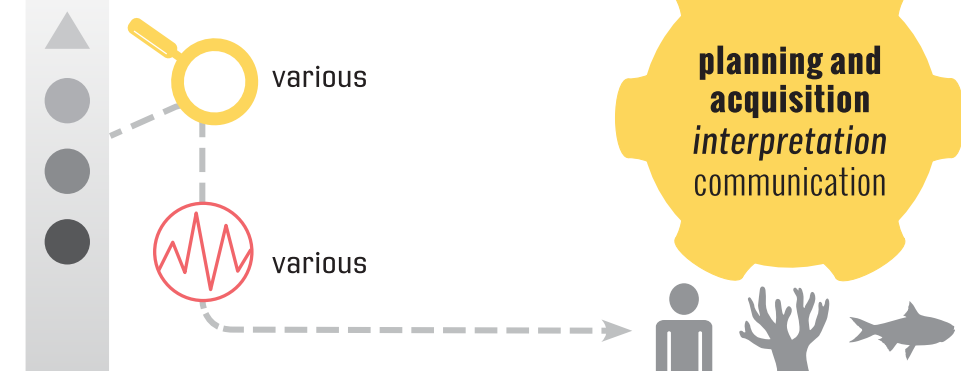 various
planning and
acquisition
interpretation
communication
various